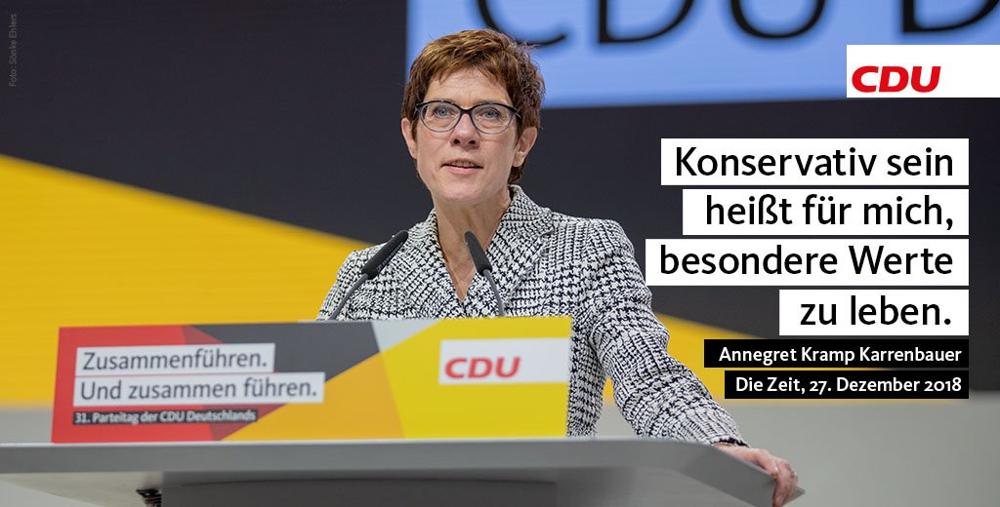 Foto: Sönke Ehlers
CDU D
CDU
Konservativ sein
heißt für mich,
besondere Werte
zu leben.
Annegret Kramp Karrenbauer
Die Zeit, 27. Dezember 2018
Zusammenführen.
Und zusammen führen.
31. Parteitag der CDU Deutschlands
CDU